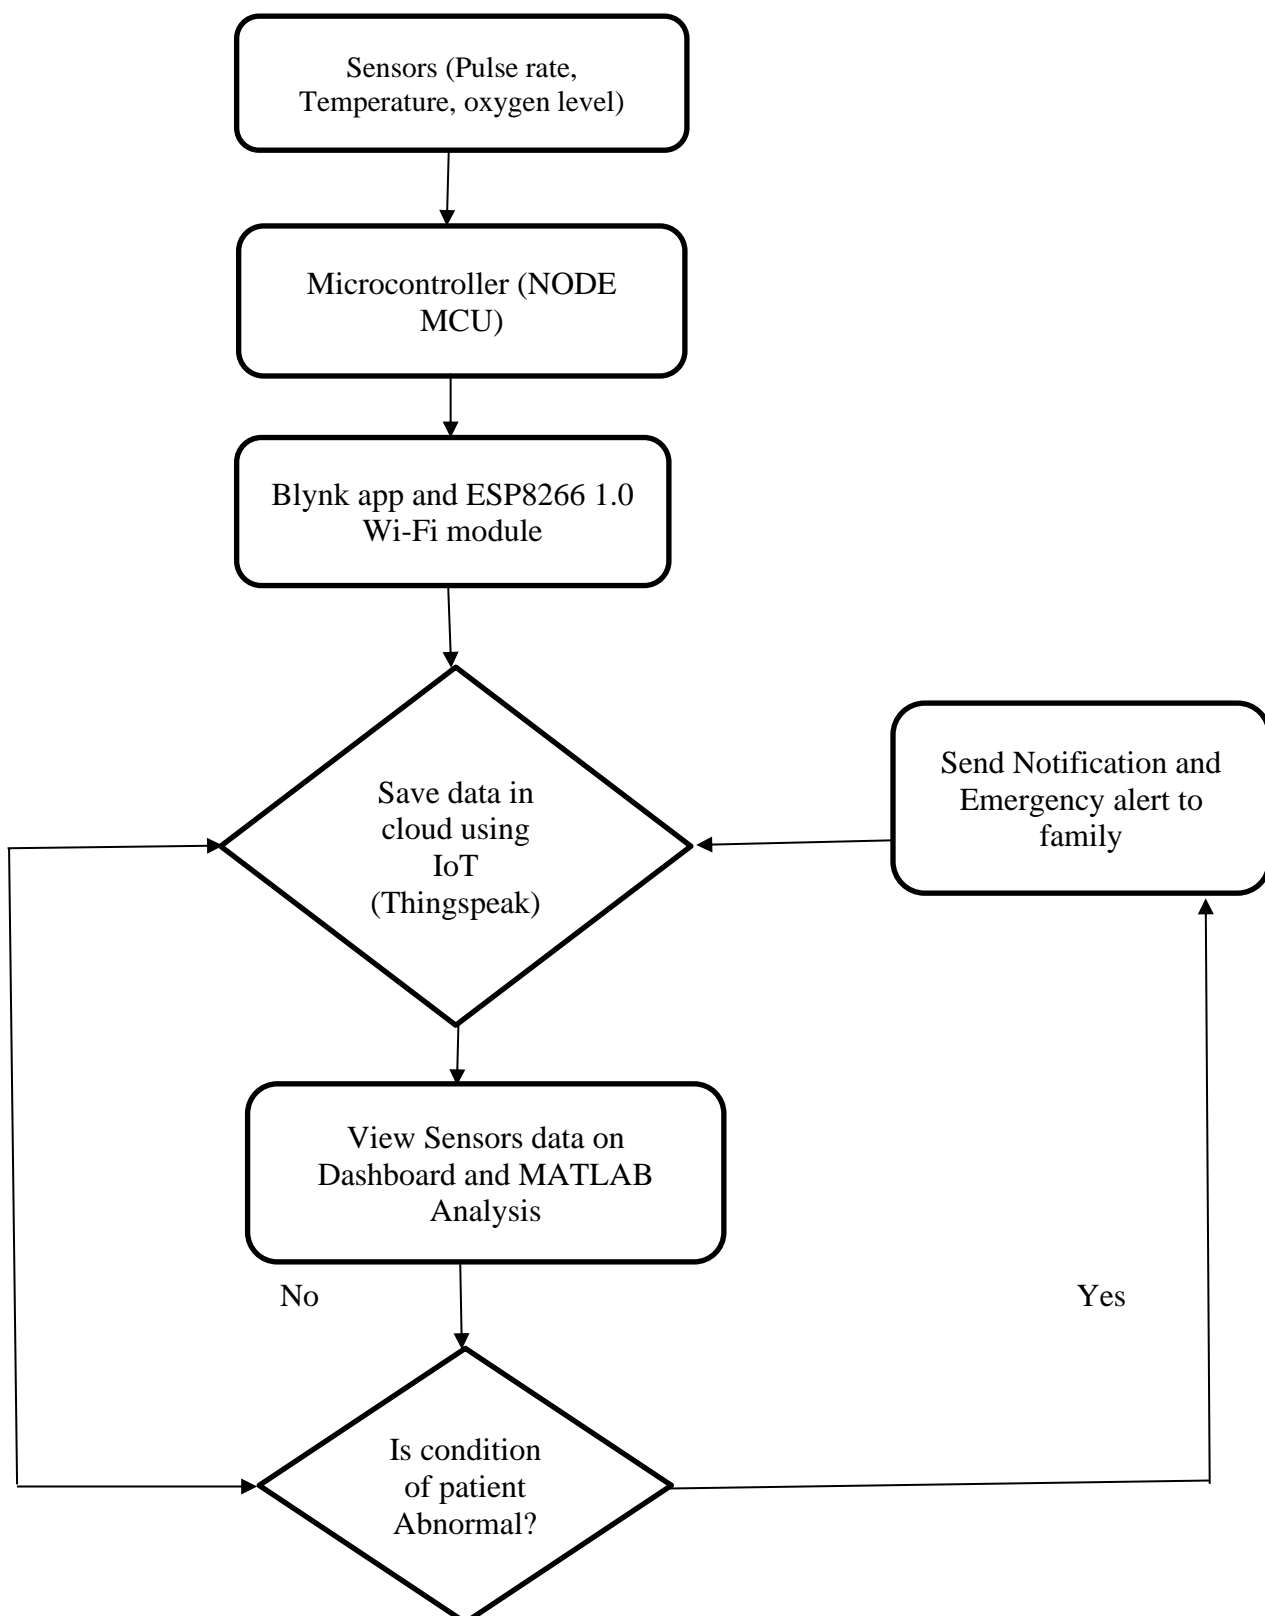 Sensors (Pulse rate,
Temperature, oxygen level)
Microcontroller (NODE
MCU)
Blynk app and ESP8266 1.0
Wi-Fi module
Save data in
cloud using
IoT
(Thingspeak)
Send Notification and
Emergency alert to
family
View Sensors data on
Dashboard and MATLAB
Analysis
No
Yes
Is condition
of patient
Abnormal?